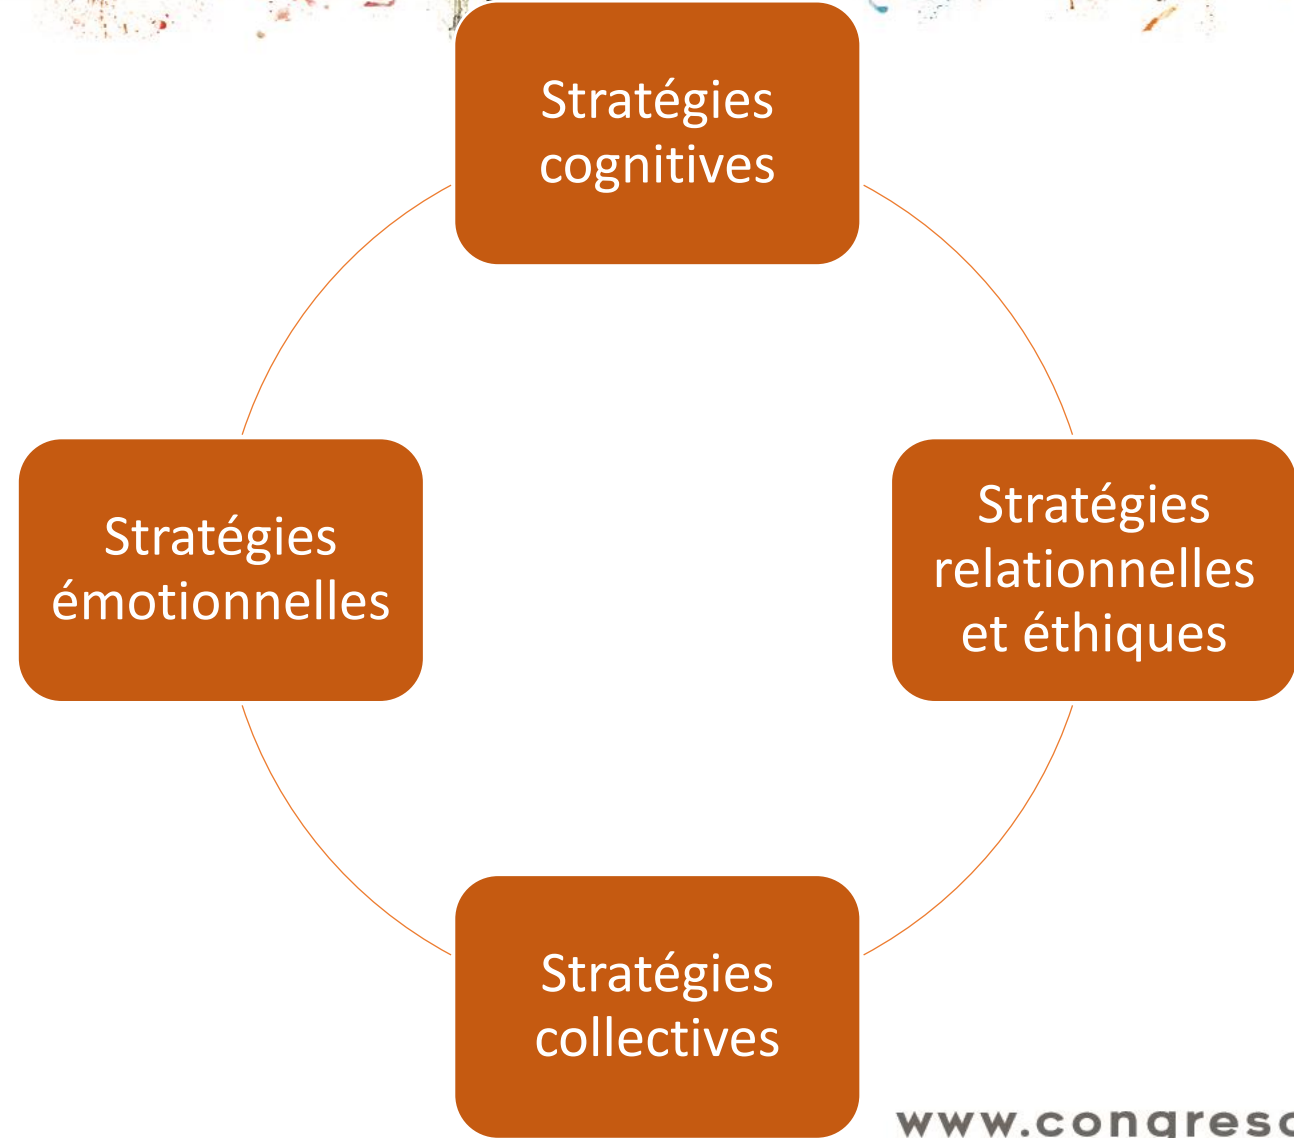 Stratégies
cognitives
Stratégies
émotionnelles
Stratégies
relationnelles
et éthiques
Stratégies
collectives